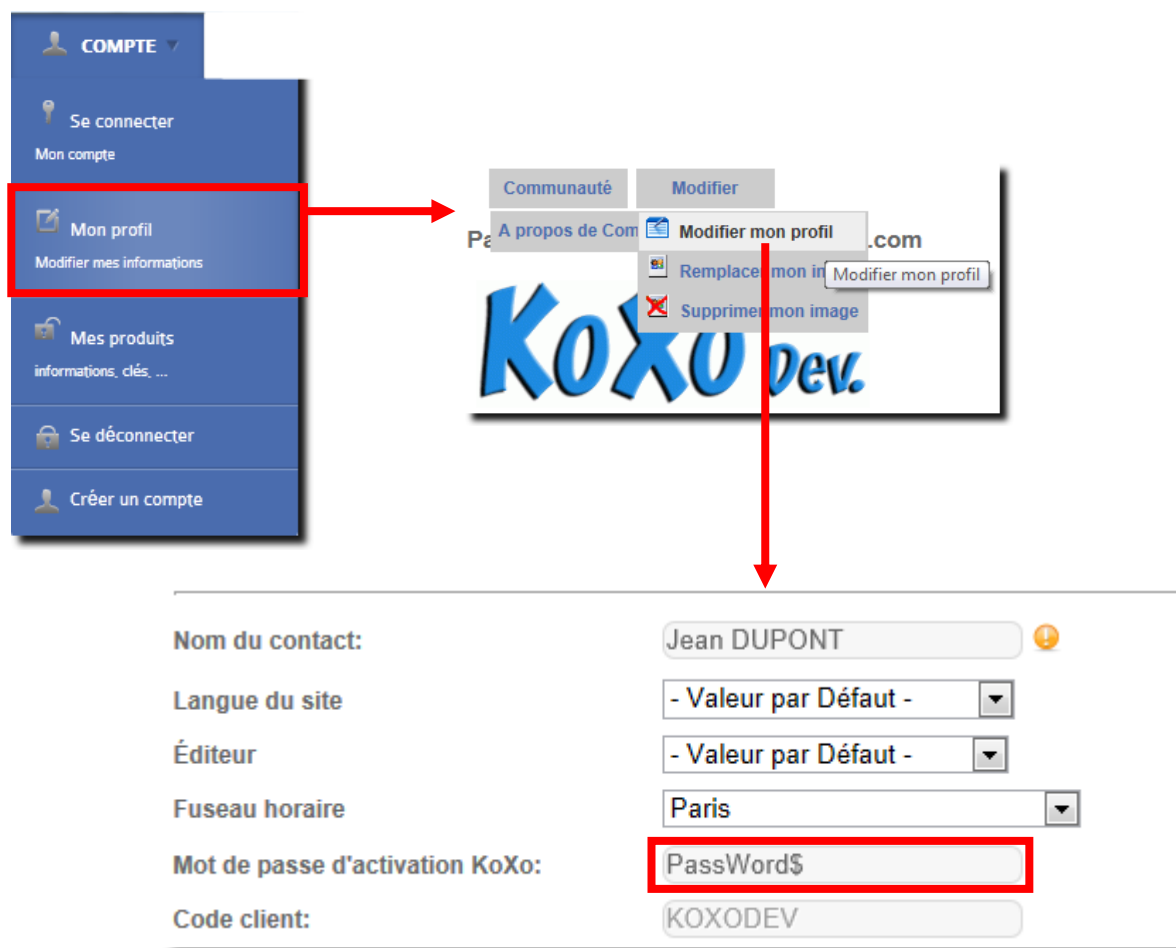 COMPTE
Se connecter
Mon compte
Mon profil
Modifier mes informations
Mes produits
informations, clés, ...
Se déconnecter
Créer un compte
Communauté Modifier
A propos de Com Modifier mon profil .com
Remplacer mon Modifier mon profil
Supprimer mon image
KoXo Dev.
Nom du contact: Jean DUPONT
Langue du site - Valeur par Défaut -
Éditeur - Valeur par Défaut -
Fuseau horaire Paris
Mot de passe d'activation KoXo: PassWord$
Code client: KOXODEV